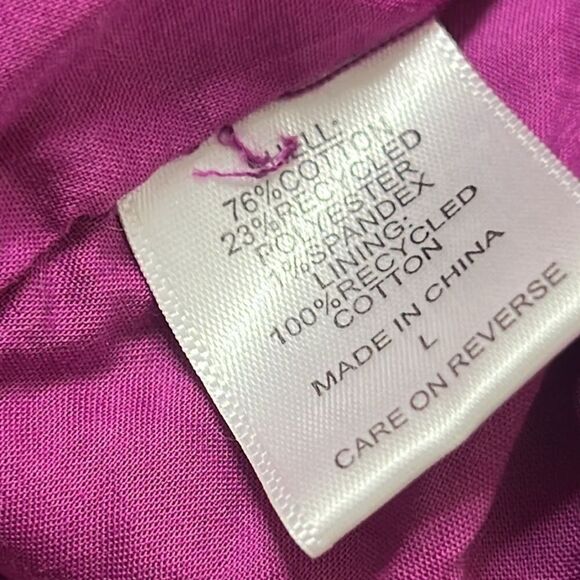 SHELL:
76%COTTON
23%RECYCLED
POLYESTER
1%SPANDEX
LINING:
100%RECYCLED
COTTON
MADE IN CHINA
L
CARE ON REVERSE